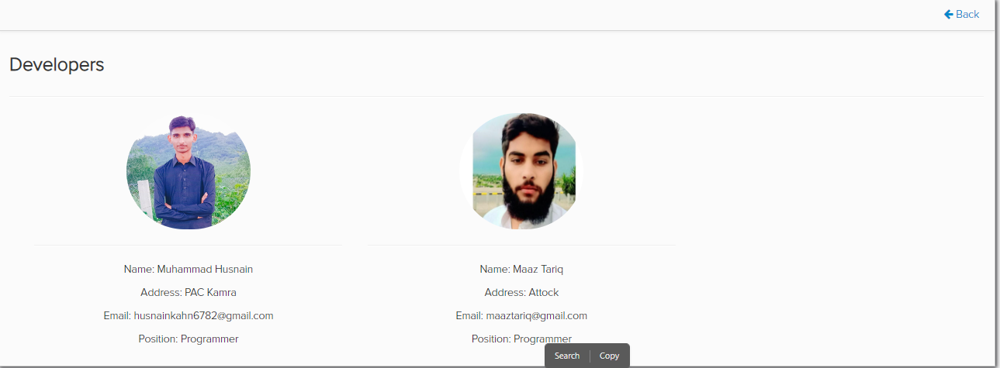 Back
Developers
Name: Muhammad Husnain
Address: PAC Kamra
Email: husnainkahn6782@gmail.com
Position: Programmer
Name: Maaz Tariq
Address: Attock
Email: maaztariq@gmail.com
Position: Programmer
Search
Copy